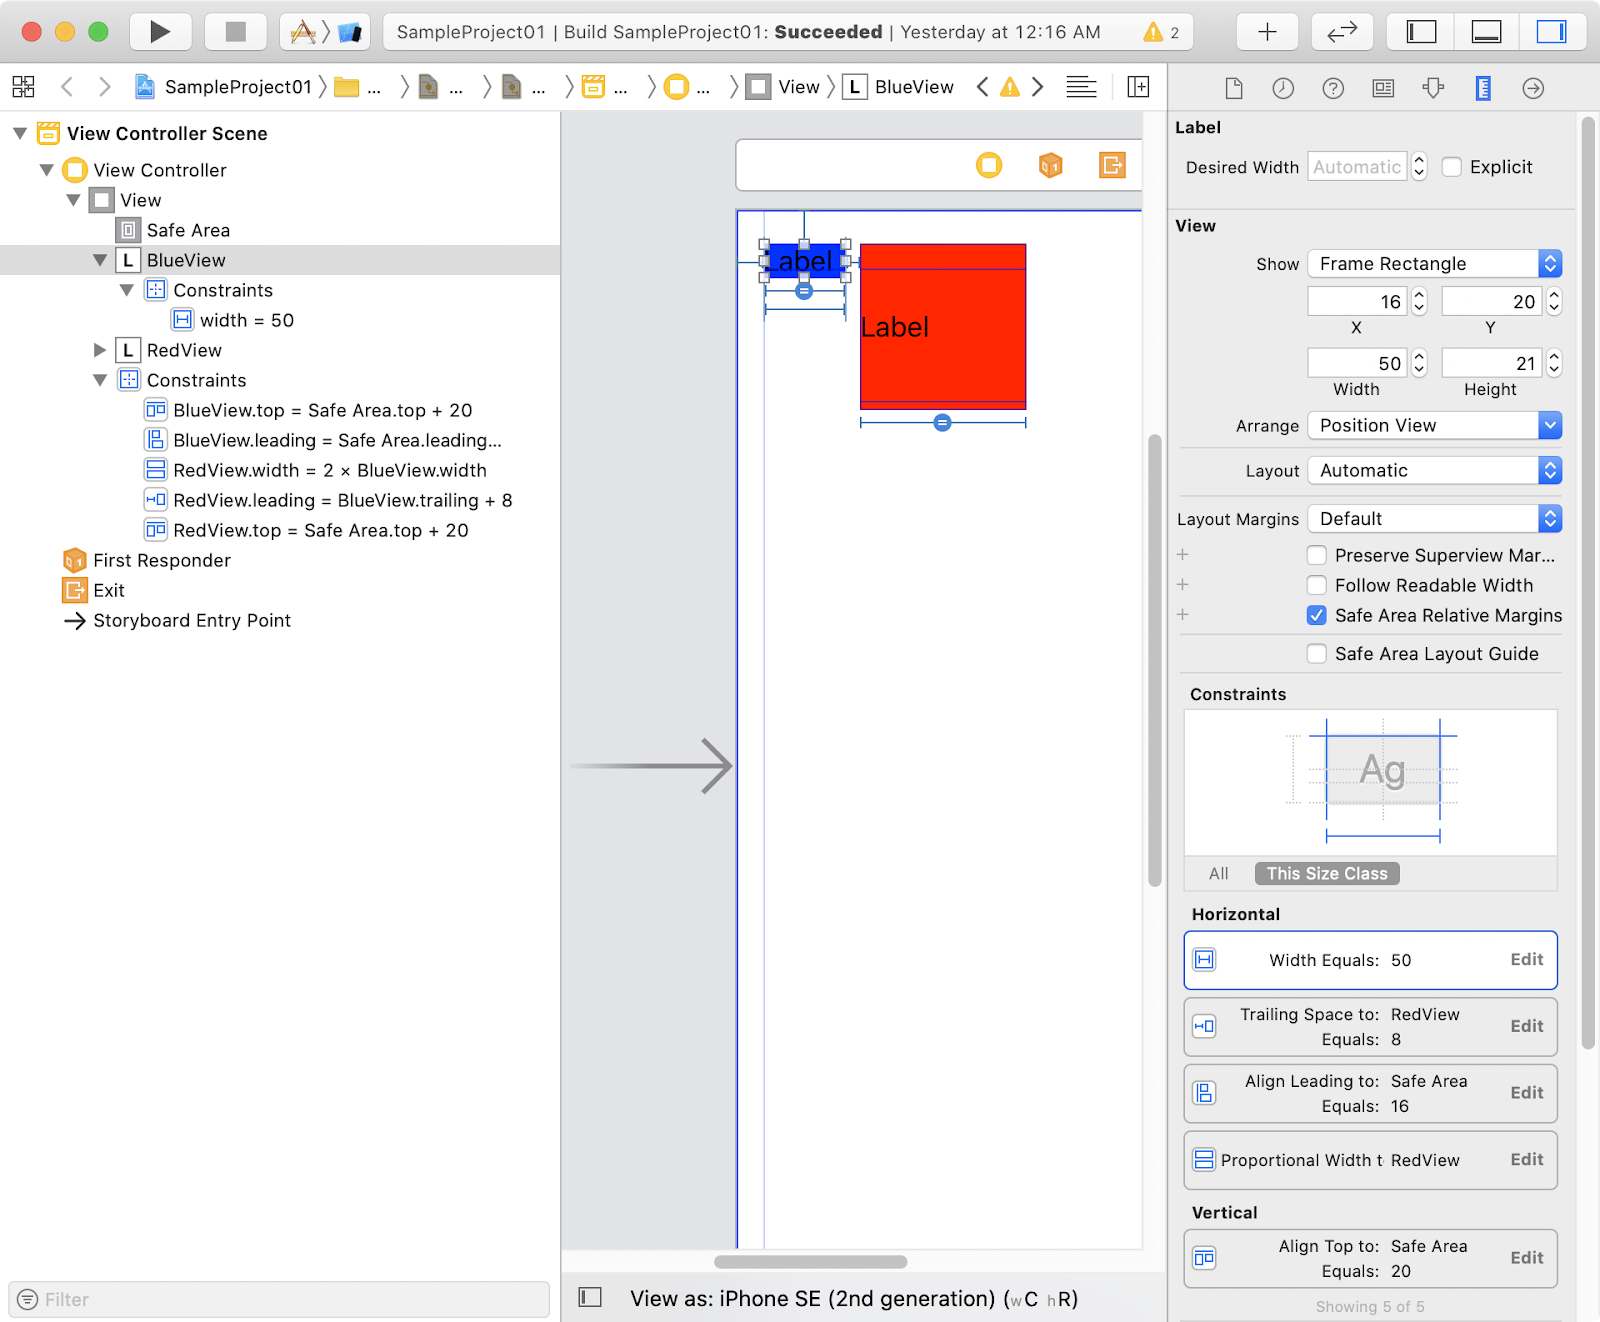 SampleProject01 | Build SampleProject01: Succeeded | Yesterday at 12:16 AM 2
SampleProject01 ... ... ... ... ... View L BlueView
View Controller Scene
View Controller
View
Safe Area
L BlueView
Constraints
width = 50
L RedView
Constraints
BlueView.top = Safe Area.top + 20
BlueView.leading = Safe Area.leading...
RedView.width = 2 × BlueView.width
RedView.leading = BlueView.trailing + 8
RedView.top = Safe Area.top + 20
First Responder
Exit
Storyboard Entry Point
Filter
Label
Label
View as: iPhone SE (2nd generation) (wC hR)
Label
Desired Width Automatic Explicit
View
Show Frame Rectangle
16 20
X Y
50 21
Width Height
Arrange Position View
Layout Automatic
Layout Margins Default
+ Preserve Superview Mar...
+ Follow Readable Width
+ Safe Area Relative Margins
Safe Area Layout Guide
Constraints
Ag
All This Size Class
Horizontal
Width Equals: 50 Edit
Trailing Space to: RedView
Equals: 8 Edit
Align Leading to: Safe Area
Equals: 16 Edit
Proportional Width t RedView Edit
Vertical
Align Top to: Safe Area
Equals: 20 Edit
Showing 5 of 5